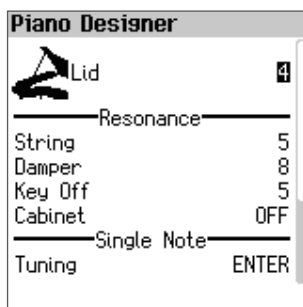 Piano Designer
Lid 4
Resonance
String 5
Damper 8
Key Off 5
Cabinet OFF
Single Note
Tuning ENTER